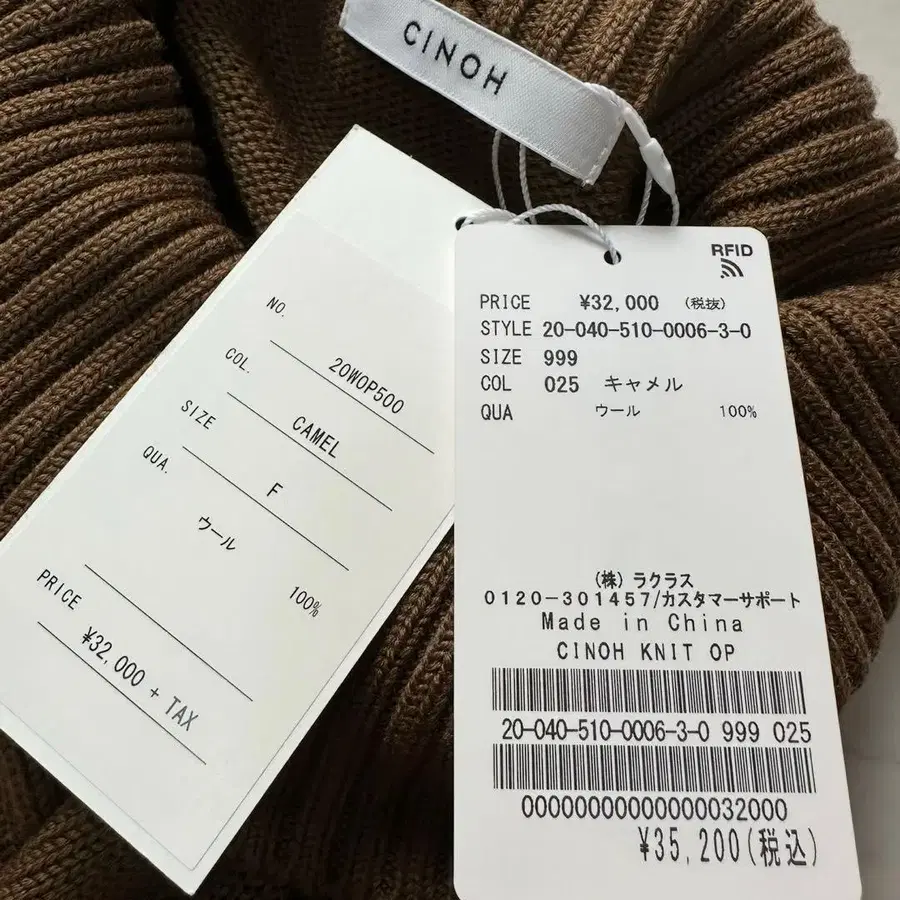 CINOH
NO. 20WOP500
COL. CAMEL
SIZE F
QUA. ウール 100%
PRICE ¥32,000 + TAX
RFID
PRICE ¥32,000 (税抜)
STYLE 20-040-510-0006-3-0
SIZE 999
COL 025 キャメル
QUA ウール 100%
(株) ラクラス
0120-301457/カスタマーサポート
Made in China
CINOH KNIT OP
20-040-510-0006-3-0 999 025
00000000000000032000
¥35,200(税込)